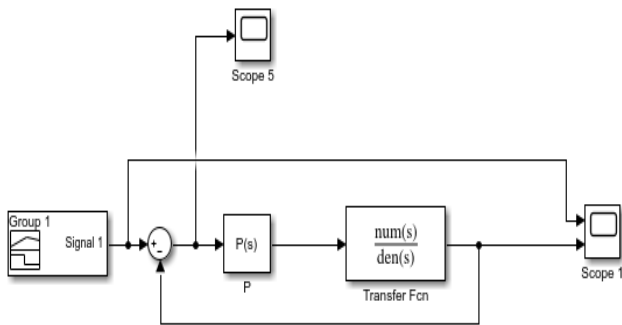 Scope 5
Group 1
Signal 1
+
−
P(s)
P
num(s)
den(s)
Transfer Fcn
Scope 1